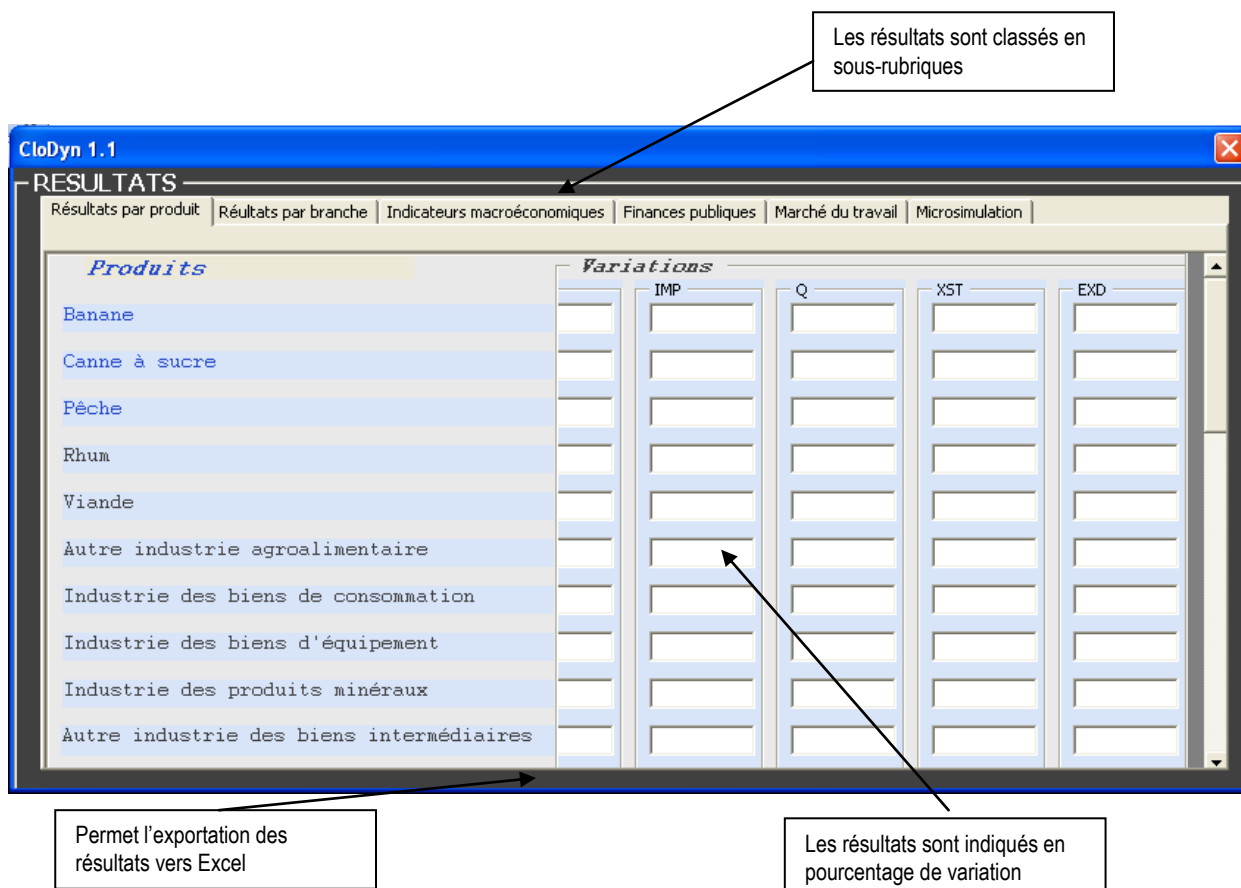 Les résultats sont classés en
sous-rubriques
CloDyn 1.1
RESULTATS
Résultats par produit Réultats par branche Indicateurs macroéconomiques Finances publiques Marché du travail Microsimulation
Produits Variations
IMP Q XST EXD
Banane
Canne à sucre
Pêche
Rhum
Viande
Autre industrie agroalimentaire
Industrie des biens de consommation
Industrie des biens d'équipement
Industrie des produits minéraux
Autre industrie des biens intermédiaires
Permet l'exportation des
résultats vers Excel
Les résultats sont indiqués en
pourcentage de variation